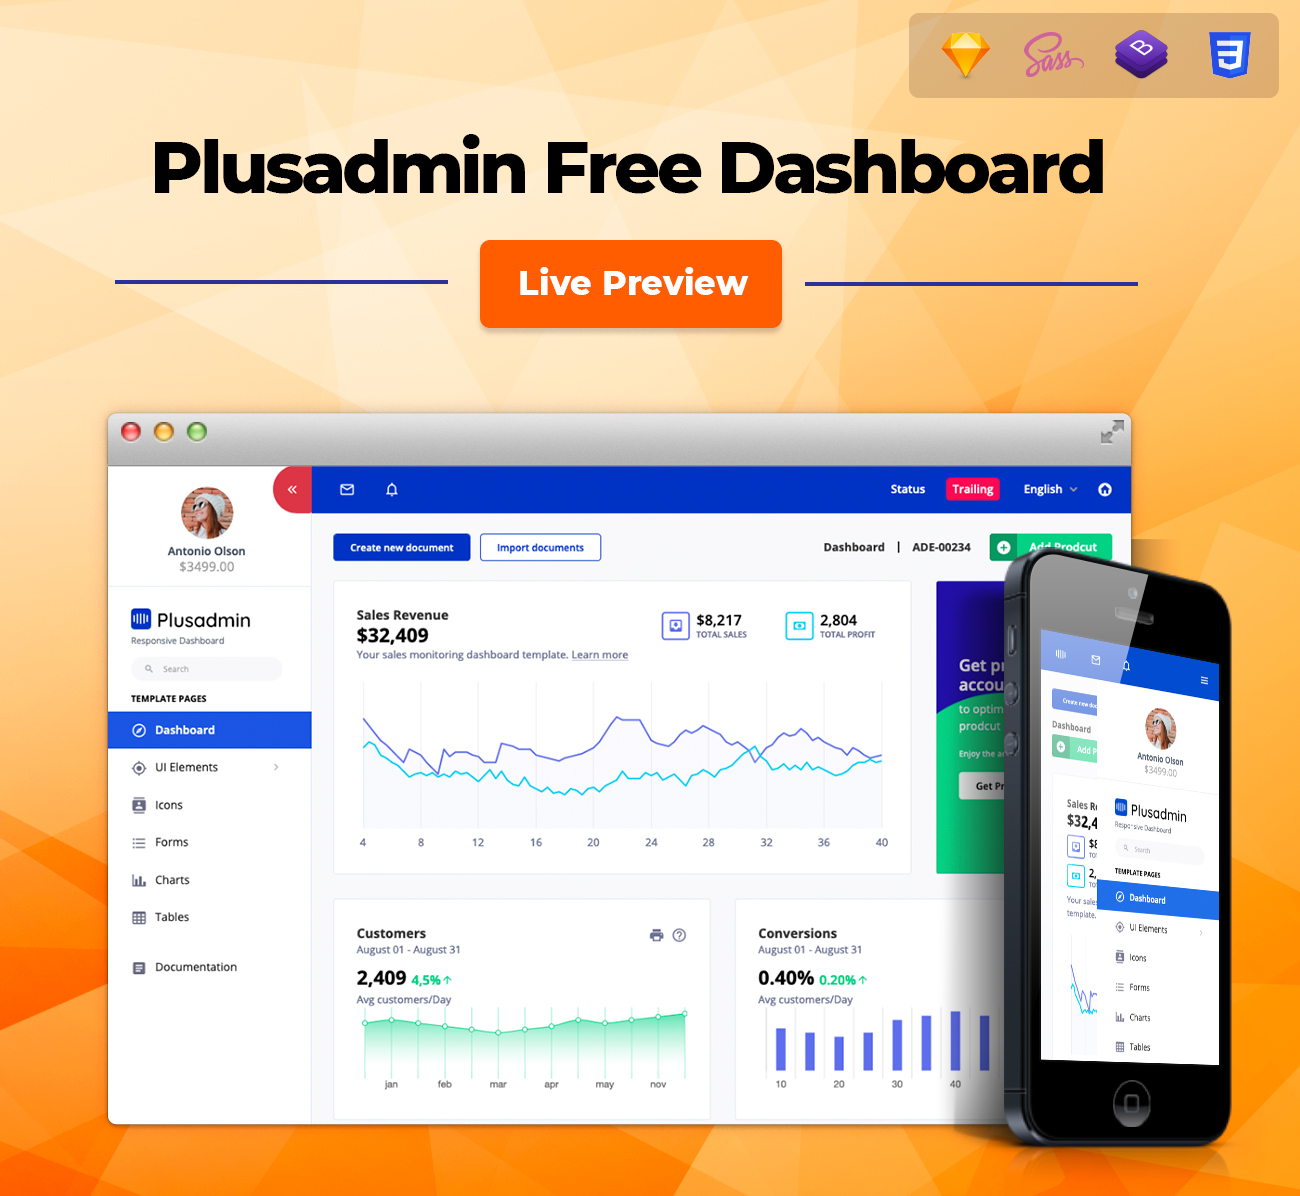 Sass
B
3
Plusadmin Free Dashboard
Live Preview
Status
Trailing
English
Antonio Olson
$3499.00
Create new document
Import documents
Dashboard | ADE-00234
Add Prodcut
Plusadmin
Responsive Dashboard
Search
TEMPLATE PAGES
Dashboard
UI Elements
Icons
Forms
Charts
Tables
Documentation
Sales Revenue
$32,409
Your sales monitoring dashboard template. Learn more
$8,217
TOTAL SALES
2,804
TOTAL PROFIT
4 8 12 16 20 24 28 32 36 40
Get pr
accou
to optim
prodcut
Enjoy the a
Get Pr
Customers
August 01 - August 31
2,409 4,5%↑
Avg customers/Day
jan feb mar apr may nov
Conversions
August 01 - August 31
0.40% 0.20%↑
Avg customers/Day
10 20 30 40
Create new doc
Dashboard
Add P
Antonio Olson
$3499.00
Sales Re
$32,4
$8
TO
2,
TO
Your sales
template.
Plusadmin
Responsive Dashboard
Search
TEMPLATE PAGES
Dashboard
UI Elements
Icons
Forms
Charts
Tables